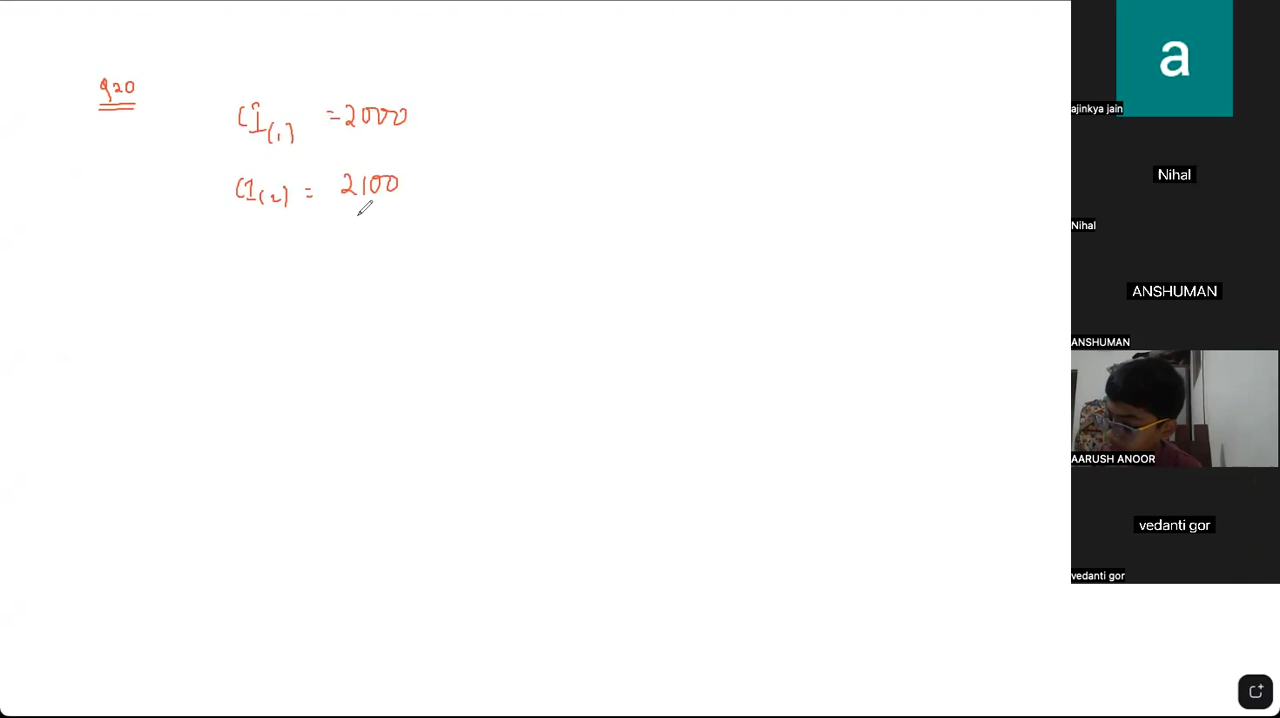 Q20
CI(1) = 2000
CI(2) = 2100
a
ajinkya jain
Nihal
Nihal
ANSHUMAN
ANSHUMAN
AARUSH ANOOR
vedanti gor
vedanti gor